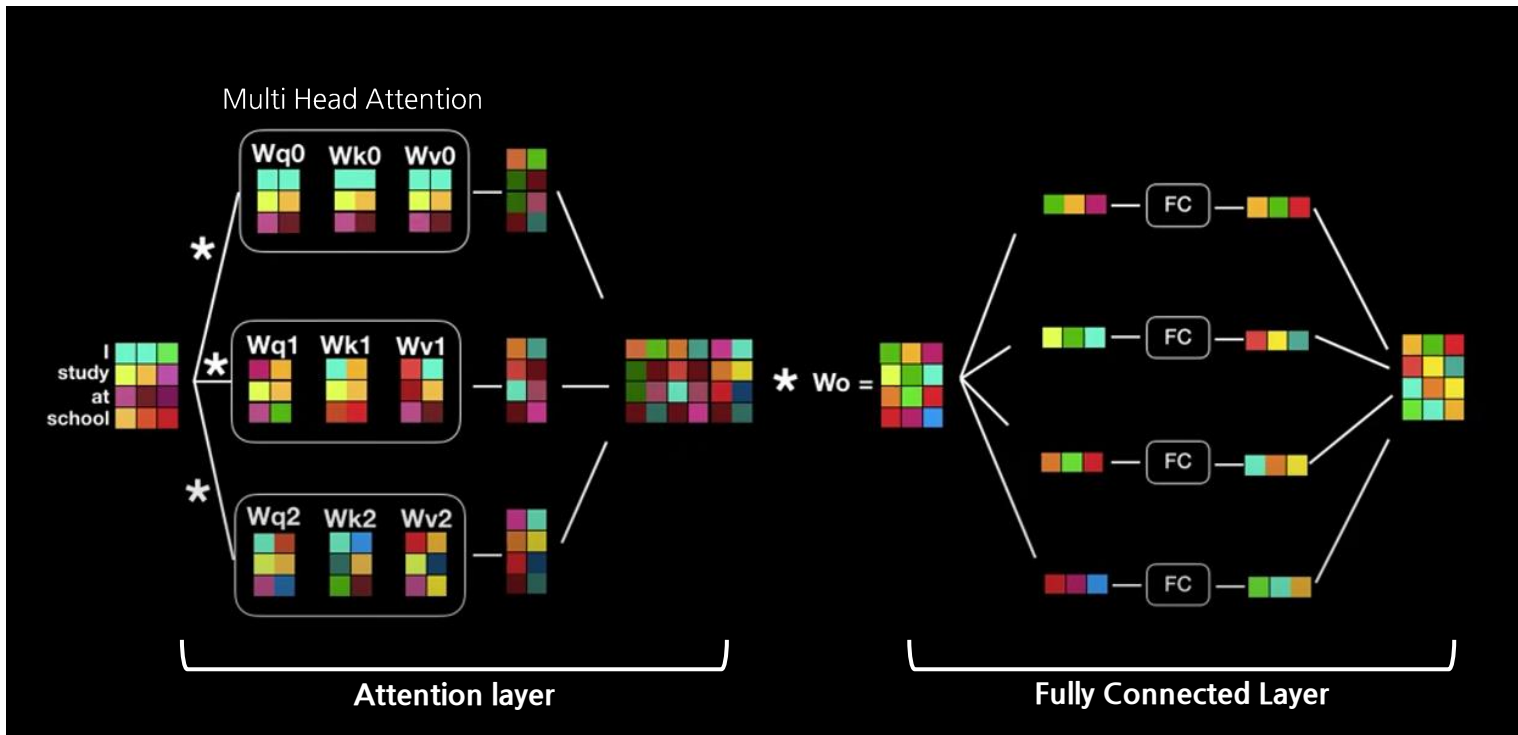 Multi Head Attention
Wq0 Wk0 Wv0
*
I
study
at
school
*
Wq1 Wk1 Wv1
*
Wq2 Wk2 Wv2
* Wo =
FC
FC
FC
FC
Attention layer
Fully Connected Layer